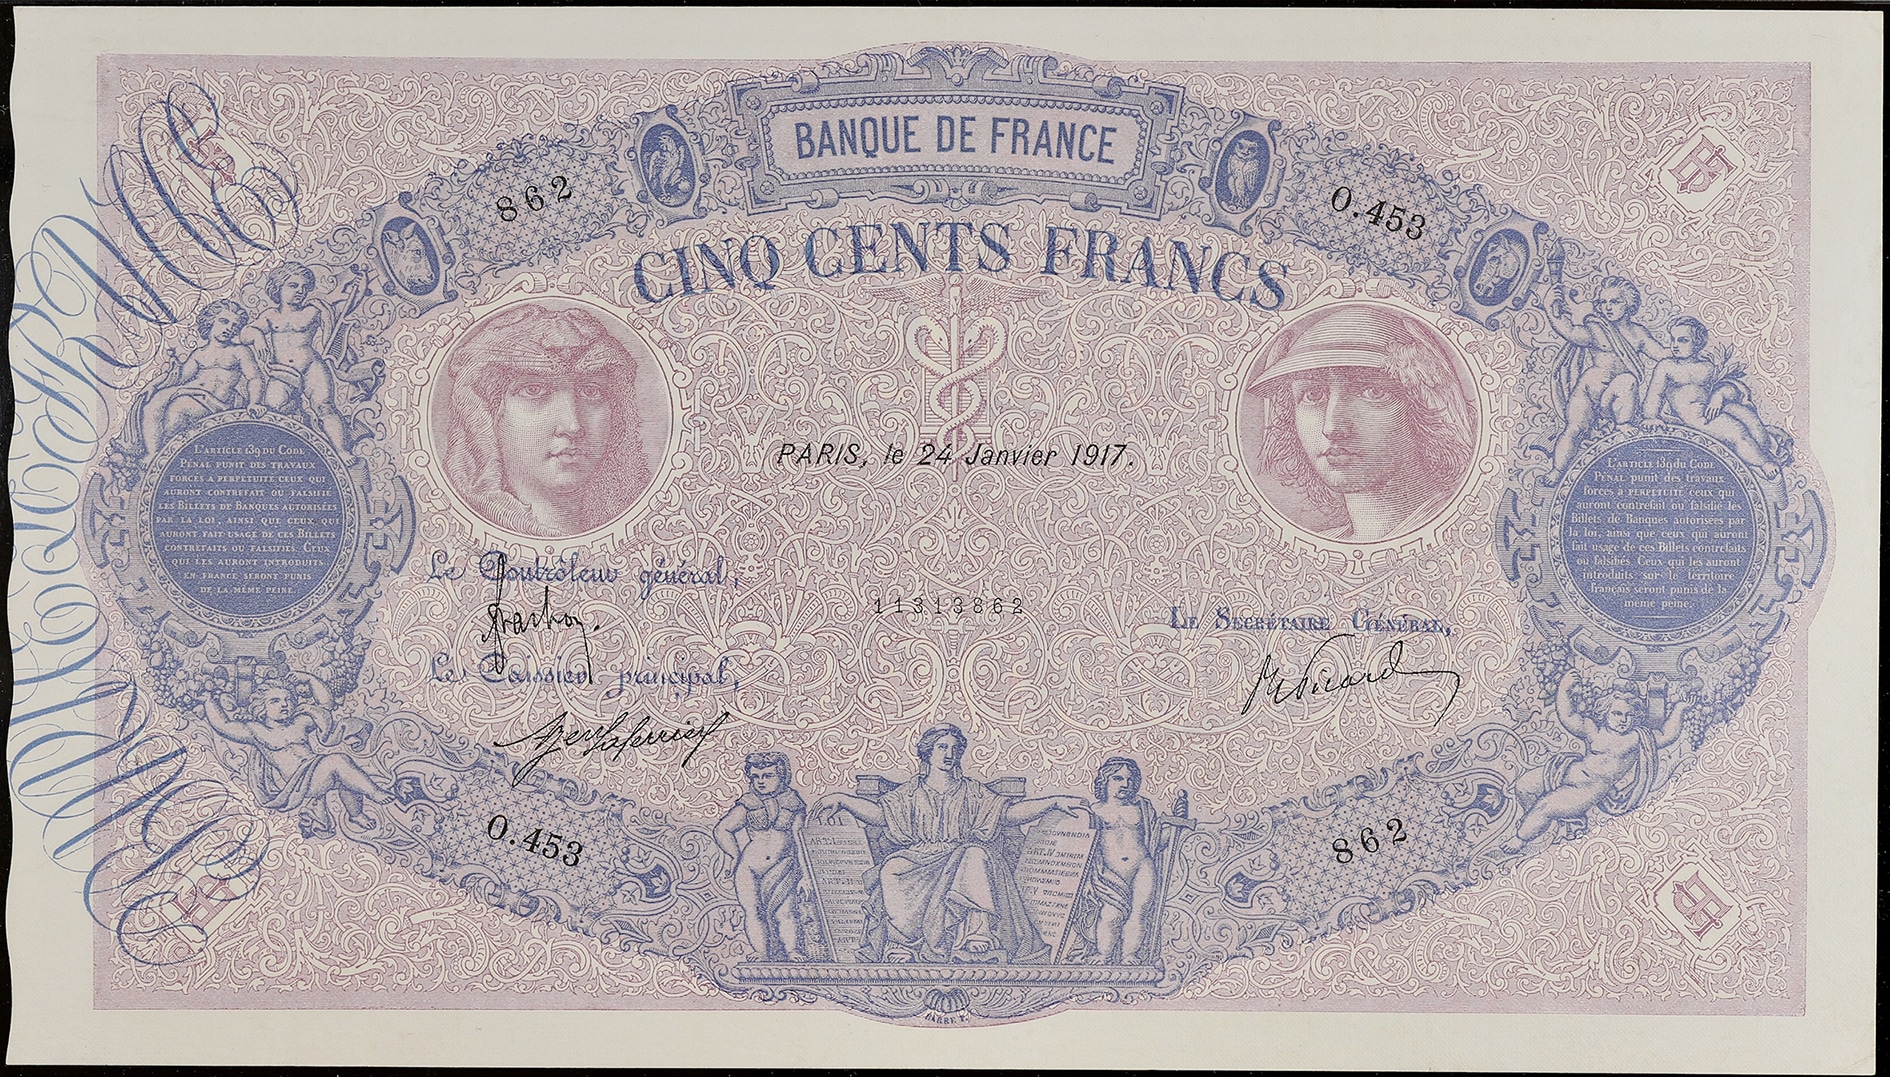 BANQUE DE FRANCE
862
0.453
CINQ CENTS FRANCS
PARIS, le 24 Janvier 1917.
L'ARTICLE 139 DU CODE
PÉNAL PUNIT DES TRAVAUX
FORCÉS À PERPÉTUITÉ CEUX QUI
AURONT CONTREFAIT OU FALSIFIÉ
LES BILLETS DE BANQUES AUTORISÉES
PAR LA LOI, AINSI QUE CEUX QUI
AURONT FAIT USAGE DE CES BILLETS
CONTREFAITS OU FALSIFIÉS. CEUX
QUI LES AURONT INTRODUITS
EN FRANCE SERONT PUNIS
DE LA MÊME PEINE.
L'ARTICLE 139 du CODE
PÉNAL punit des travaux
forcés à PERPÉTUITÉ ceux qui
auront contrefait ou falsifié les
Billets de Banques autorisées par
la loi, ainsi que ceux qui auront
fait usage de ces Billets contrefaits
ou falsifiés. Ceux qui les auront
introduits sur le territoire
français seront punis de la
même peine.
Le Contrôleur général,
11313862
LE SECRÉTAIRE GÉNÉRAL,
Le Caissier principal,
Picard
0.453
862
BARRE F.